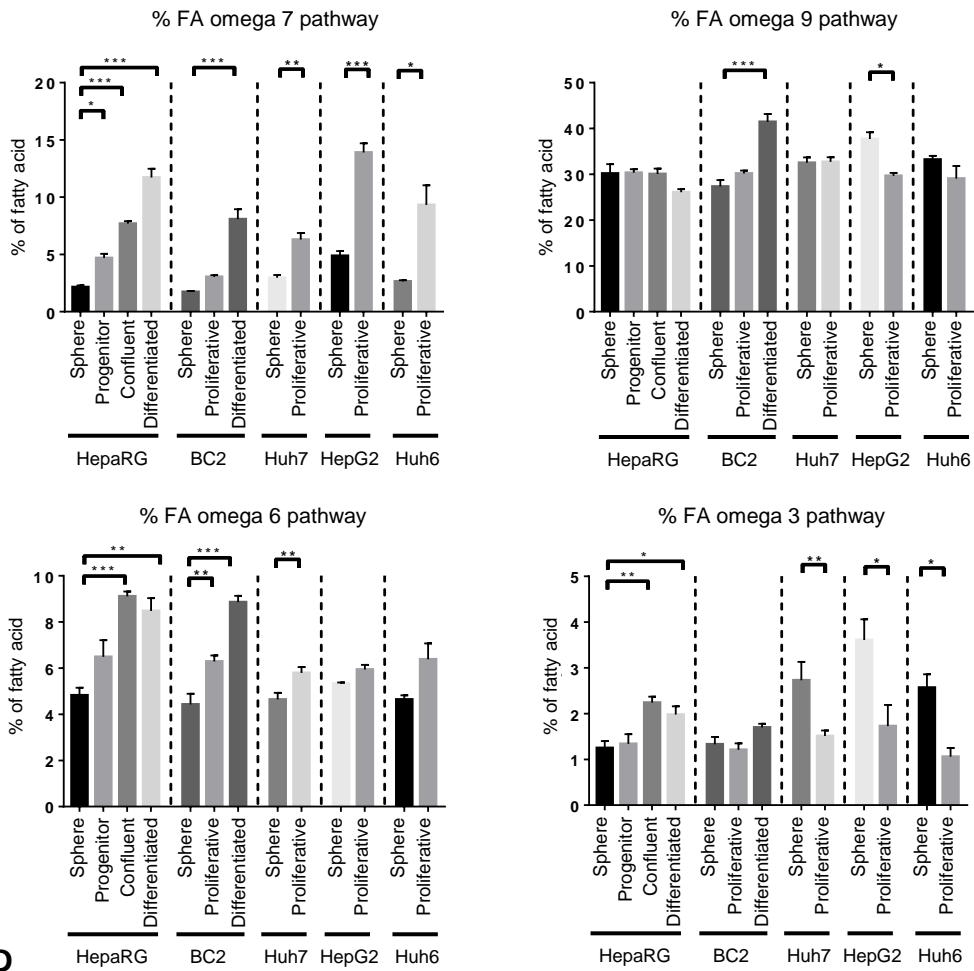 % FA omega 7 pathway
% of fatty acid
20
15
10
5
0
***
***
*
***
**
***
*
Sphere
Progenitor
Confluent
Differentiated
Sphere
Proliferative
Differentiated
Sphere
Proliferative
Sphere
Proliferative
Sphere
Proliferative
HepaRG BC2 Huh7 HepG2 Huh6
% FA omega 9 pathway
% of fatty acid
50
40
30
20
10
0
***
*
Sphere
Progenitor
Confluent
Differentiated
Sphere
Proliferative
Differentiated
Sphere
Proliferative
Sphere
Proliferative
Sphere
Proliferative
HepaRG BC2 Huh7 HepG2 Huh6
% FA omega 6 pathway
% of fatty acid
10
8
6
4
2
0
**
***
***
**
**
Sphere
Progenitor
Confluent
Differentiated
Sphere
Proliferative
Differentiated
Sphere
Proliferative
Sphere
Proliferative
Sphere
Proliferative
HepaRG BC2 Huh7 HepG2 Huh6
% FA omega 3 pathway
% of fatty acid
5
4
3
2
1
0
*
**
**
*
*
Sphere
Progenitor
Confluent
Differentiated
Sphere
Proliferative
Differentiated
Sphere
Proliferative
Sphere
Proliferative
Sphere
Proliferative
HepaRG BC2 Huh7 HepG2 Huh6